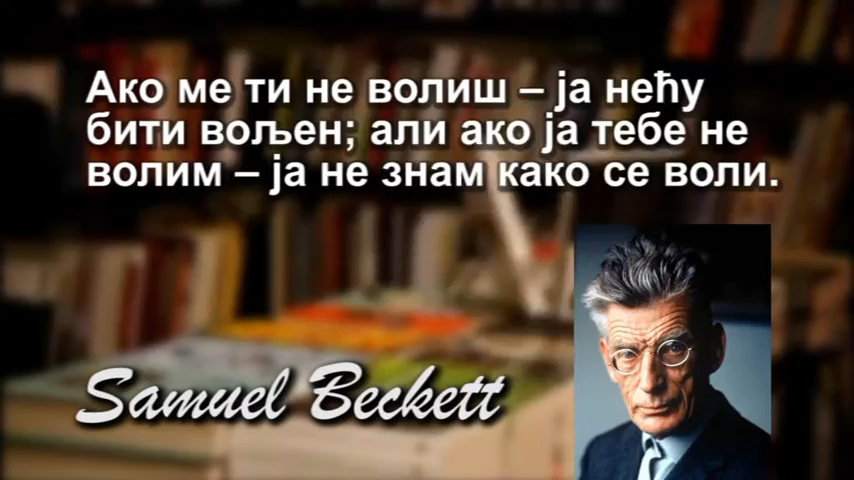 Ако ме ти не волиш – ја нећу
бити вољен; али ако ја тебе не
волим – ја не знам како се воли.
Samuel Beckett